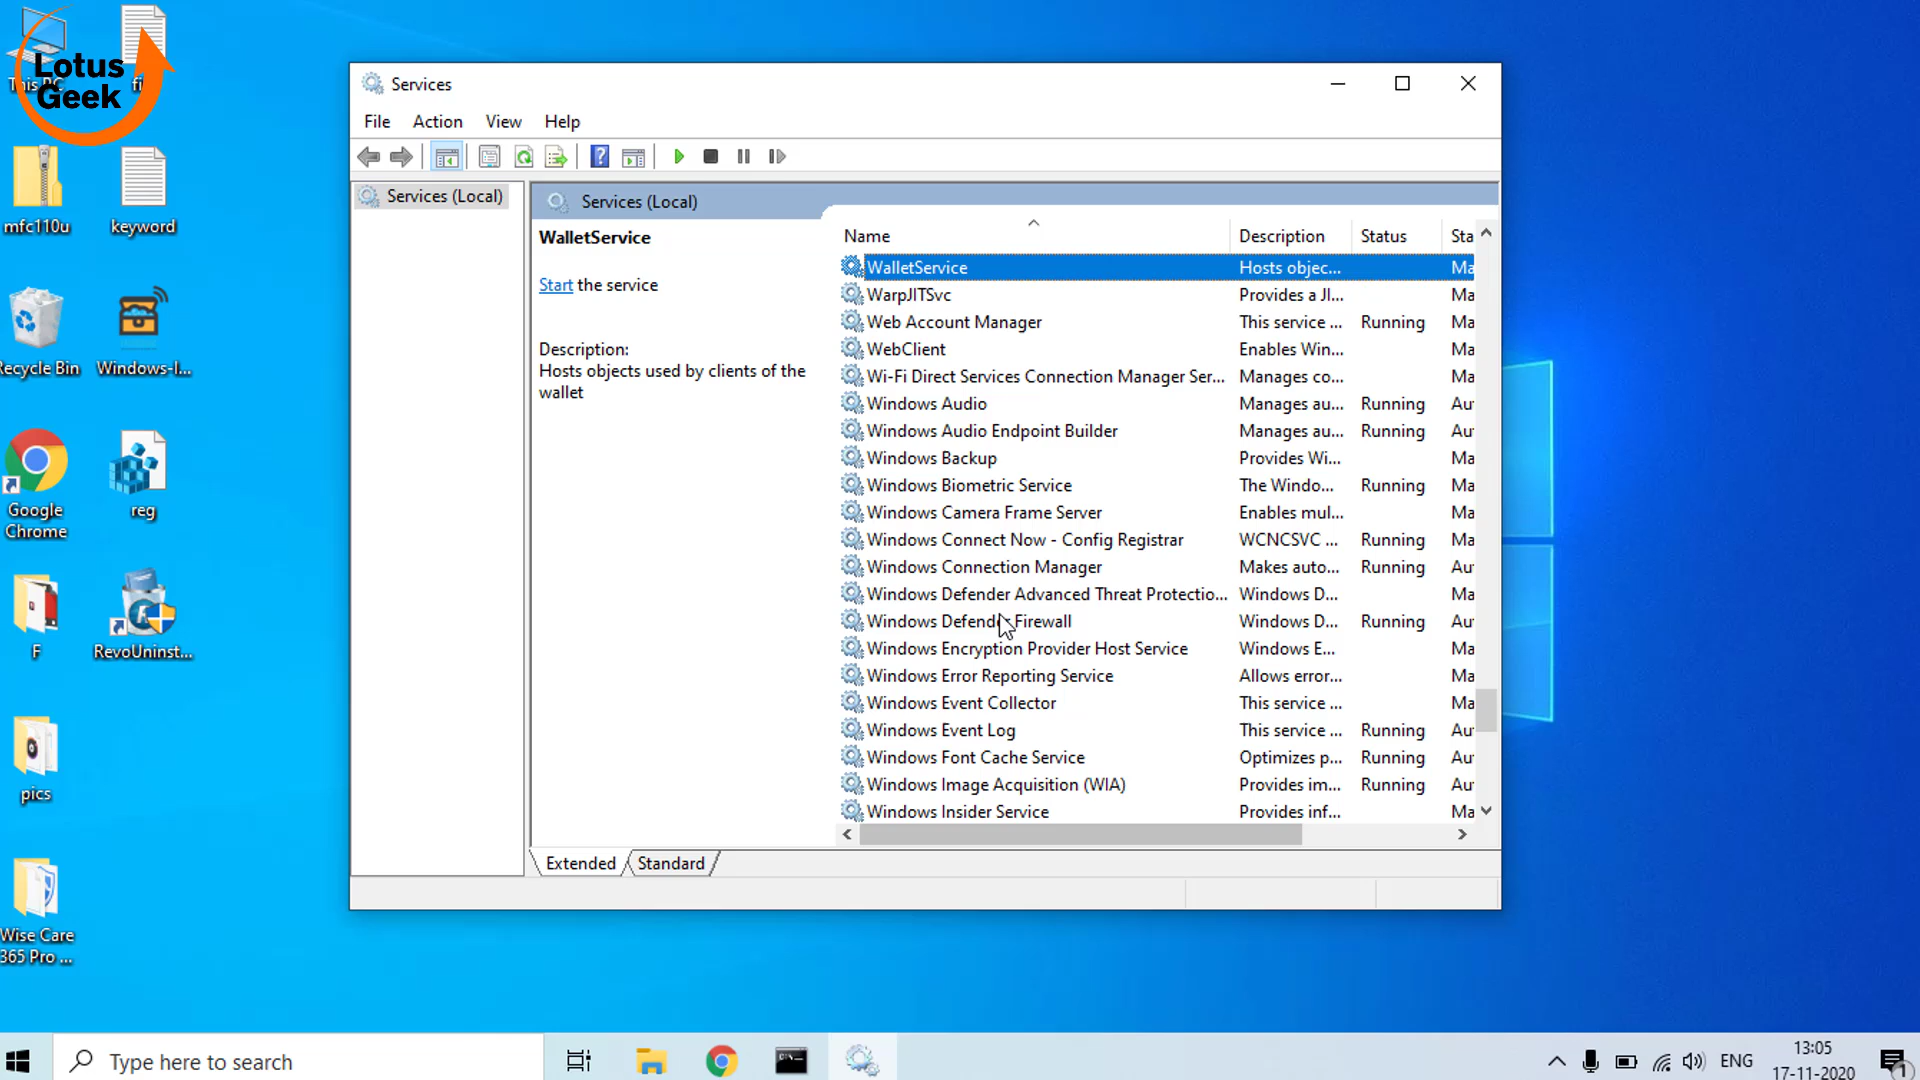 Lotus
Geek
This PC
mfc110u
keyword
Recycle Bin
Windows-I...
Google
Chrome
reg
F
RevoUninst...
pics
Wise Care
365 Pro ...
Services
File Action View Help
Services (Local)
Services (Local)
WalletService
Start the service
Description:
Hosts objects used by clients of the
wallet
Name Description Status Sta
WalletService Hosts objec... Ma
WarpJITSvc Provides a JI... Ma
Web Account Manager This service ... Running Ma
WebClient Enables Win... Ma
Wi-Fi Direct Services Connection Manager Ser... Manages co... Ma
Windows Audio Manages au... Running Au
Windows Audio Endpoint Builder Manages au... Running Au
Windows Backup Provides Wi... Ma
Windows Biometric Service The Windo... Running Ma
Windows Camera Frame Server Enables mul... Ma
Windows Connect Now - Config Registrar WCNCSVC ... Running Ma
Windows Connection Manager Makes auto... Running Au
Windows Defender Advanced Threat Protectio... Windows D... Ma
Windows Defender Firewall Windows D... Running Au
Windows Encryption Provider Host Service Windows E... Ma
Windows Error Reporting Service Allows error... Ma
Windows Event Collector This service ... Ma
Windows Event Log This service ... Running Au
Windows Font Cache Service Optimizes p... Running Au
Windows Image Acquisition (WIA) Provides im... Running Au
Windows Insider Service Provides inf... Ma
Extended Standard
Type here to search
ENG
13:05
17-11-2020
1